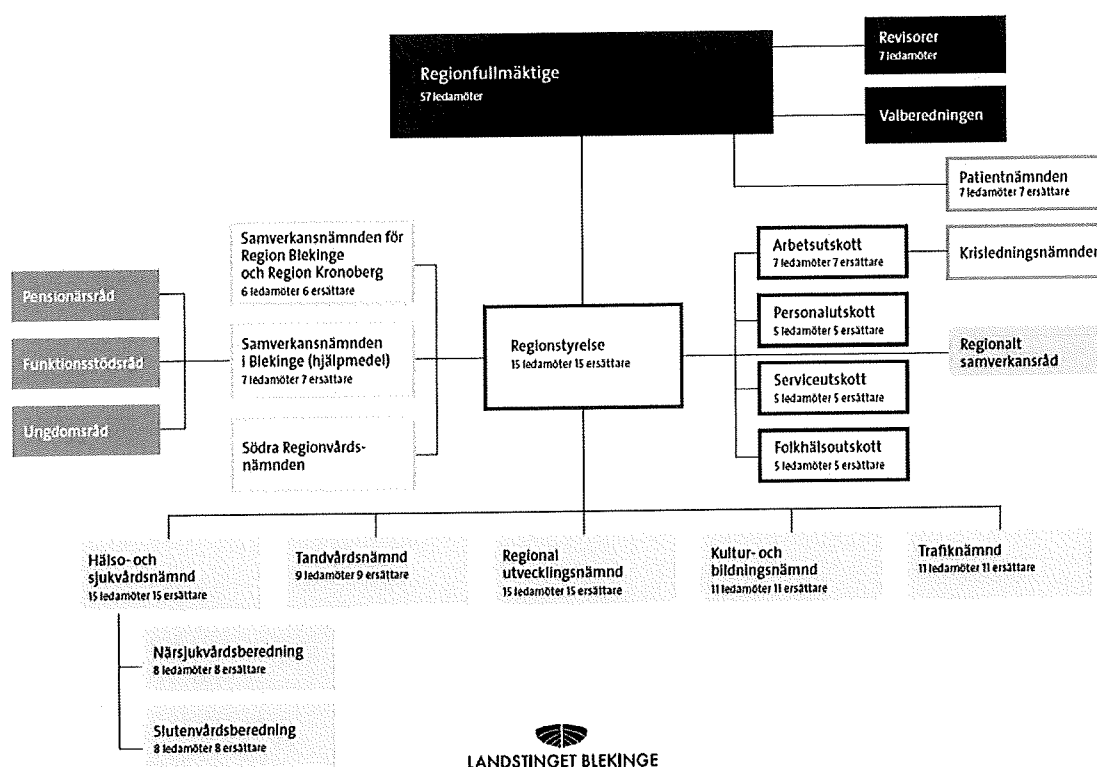 Regionfullmäktige
57 ledamöter
Revisorer
7 ledamöter
Valberedningen
Patientnämnden
7 ledamöter 7 ersättare
Samverkansnämnden för
Region Blekinge
och Region Kronoberg
6 ledamöter 6 ersättare
Arbetsutskott
7 ledamöter 7 ersättare
Krisledningsnämnden
Pensionärsråd
Personalutskott
5 ledamöter 5 ersättare
Funktionsstödsråd
Samverkansnämnden
i Blekinge (hjälpmedel)
7 ledamöter 7 ersättare
Regionstyrelse
15 ledamöter 15 ersättare
Regionalt
samverkansråd
Serviceutskott
5 ledamöter 5 ersättare
Ungdomsråd
Södra Regionvårds-
nämnden
Folkhälsoutskott
5 ledamöter 5 ersättare
Hälso- och
sjukvårdsnämnd
15 ledamöter 15 ersättare
Tandvårdsnämnd
9 ledamöter 9 ersättare
Regional
utvecklingsnämnd
15 ledamöter 15 ersättare
Kultur- och
bildningsnämnd
11 ledamöter 11 ersättare
Trafiknämnd
11 ledamöter 11 ersättare
Närsjukvårdsberedning
8 ledamöter 8 ersättare
Slutenvårdsberedning
8 ledamöter 8 ersättare
LANDSTINGET BLEKINGE